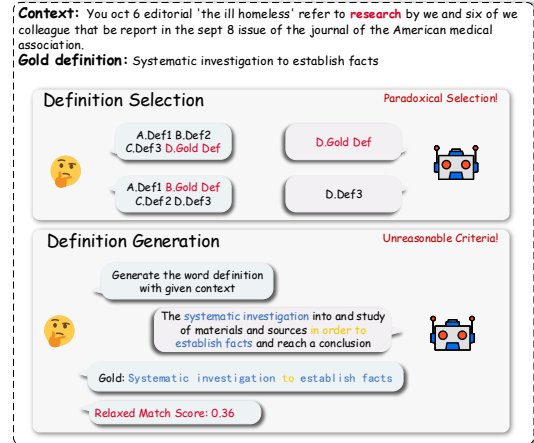 Context: You oct 6 editorial 'the ill homeless' refer to research by we and six of we
colleague that be report in the sept 8 issue of the journal of the American medical
association.
Gold definition: Systematic investigation to establish facts
Definition Selection
Paradoxical Selection!
A.Def1 B.Def2
C.Def3 D.Gold Def
D.Gold Def
A.Def1 B.Gold Def
C.Def2 D.Def3
D.Def3
Definition Generation
Unreasonable Criteria!
Generate the word definition
with given context
The systematic investigation into and study
of materials and sources in order to
establish facts and reach a conclusion
Gold: Systematic investigation to establish facts
Relaxed Match Score: 0.36